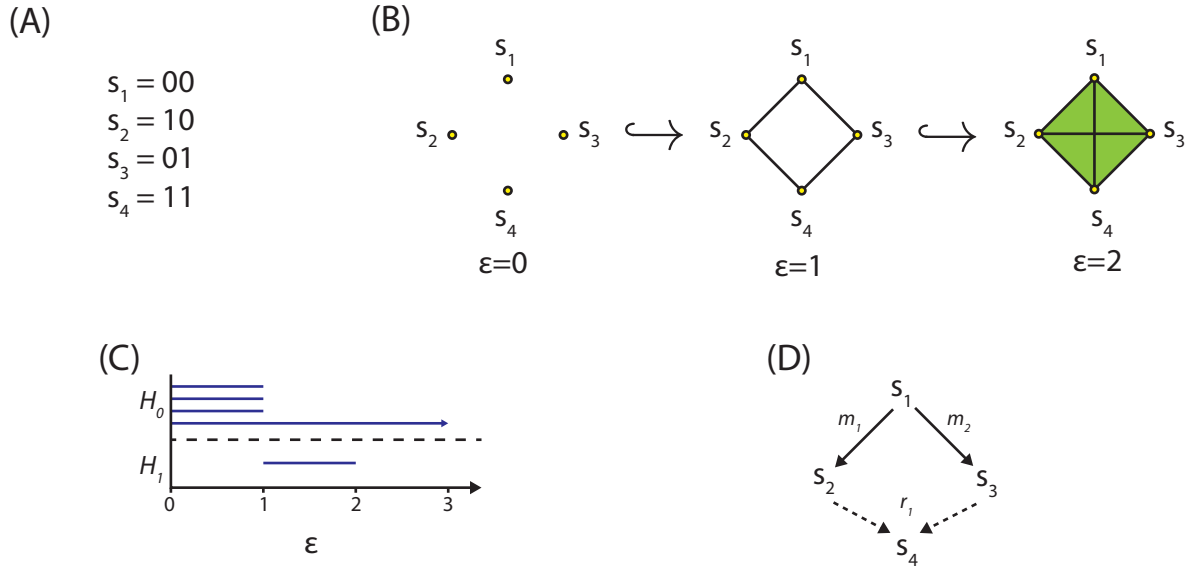 (A)
s₁ = 00
s₂ = 10
s₃ = 01
s₄ = 11
(B)
s₁
s₂ s₃
s₄
ε=0
s₁
s₂ s₃
s₄
ε=1
s₁
s₂ s₃
s₄
ε=2
(C)
H₀
H₁
0 1 2 3
ε
(D)
s₁
m₁ m₂
s₂ s₃
r₁
s₄